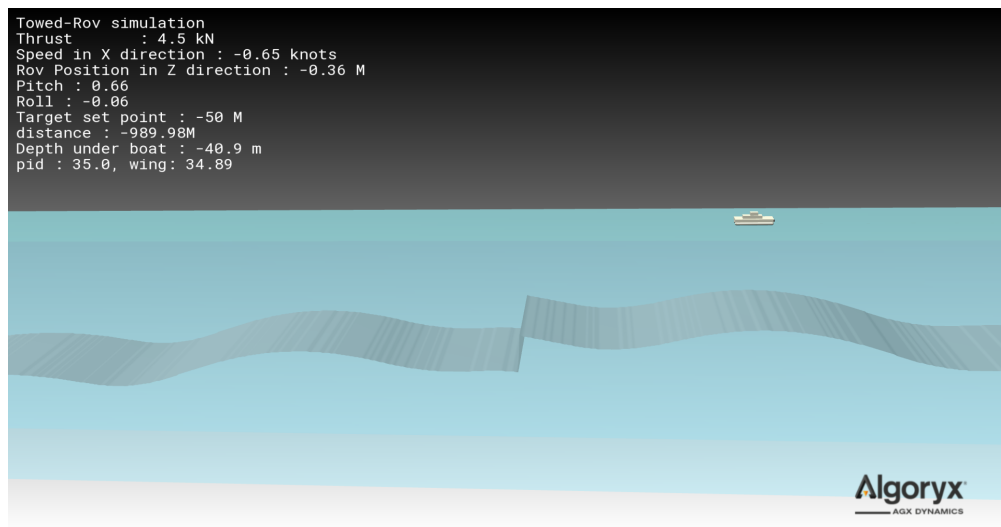 Towed-Rov simulation
Thrust        : 4.5 kN
Speed in X direction : -0.65 knots
Rov Position in Z direction : -0.36 M
Pitch : 0.66
Roll : -0.06
Target set point : -50 M
distance : -989.98M
Depth under boat : -40.9 m
pid : 35.0, wing: 34.89
Algoryx
AGX DYNAMICS